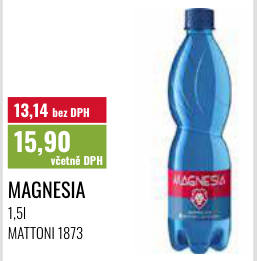 13,14 bez DPH
15,90
včetně DPH
MAGNESIA
1,5l
MATTONI 1873
MAGNESIA